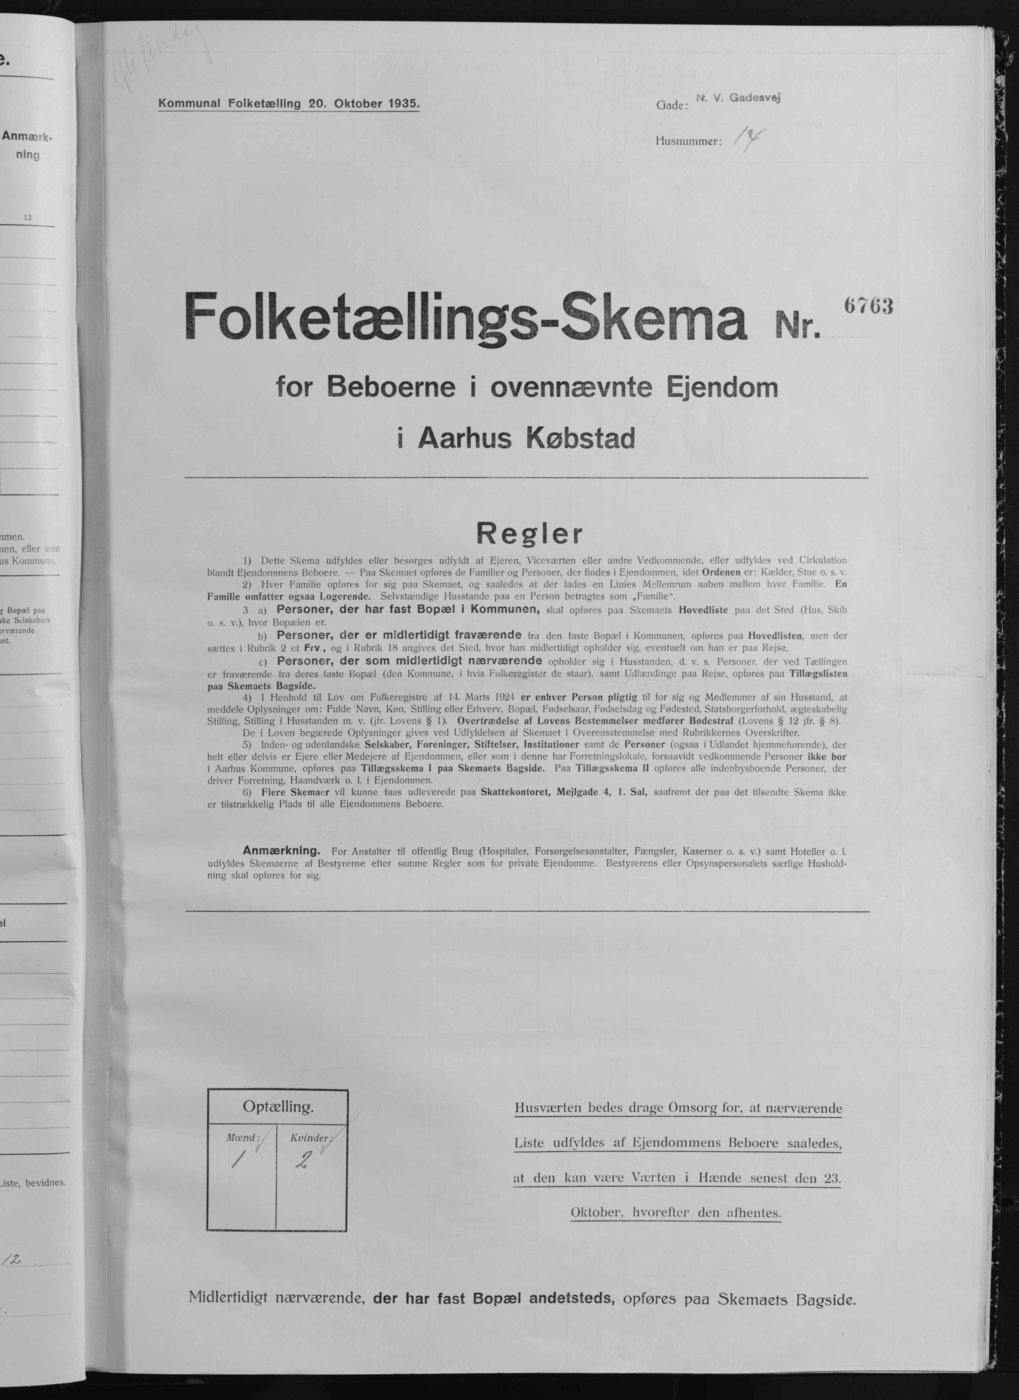 e.
Anmærk-
ning
12
Kommunal Folketælling 20. Oktober 1935.
Gade: N. V. Gadesvej
Husnummer: 14
Folketællings-Skema Nr. 6763
for Beboerne i ovennævnte Ejendom
i Aarhus Købstad
Regler
1) Dette Skema udfyldes eller besørges udfyldt af Ejeren, Viceværten eller andre Vedkommende, eller udfyldes ved Cirkulation
blandt Ejendommens Beboere. — Paa Skemaet opføres de Familier og Personer, der findes i Ejendommen, idet Ordenen er: Kælder, Stue o. s. v.
2) Hver Familie opføres for sig paa Skemaet, og saaledes at der lades en Linies Mellemrum aaben mellem hver Familie. En
Familie omfatter ogsaa Logerende. Selvstændige Husstande paa en Person betragtes som „Familie“.
3 a) Personer, der har fast Bopæl i Kommunen, skal opføres paa Skemaets Hovedliste paa det Sted (Hus, Skib
o. s. v.), hvor Bopælen er.
b) Personer, der er midlertidigt fraværende fra den faste Bopæl i Kommunen, opføres paa Hovedlisten, men der
sættes i Rubrik 2 et Frv., og i Rubrik 18 angives det Sted, hvor han midlertidigt opholder sig, eventuelt om han er paa Rejse.
c) Personer, der som midlertidigt nærværende opholder sig i Husstanden, d. v. s. Personer, der ved Tællingen
er fraværende fra deres faste Bopæl (den Kommune, i hvis Folkeregister de staar), samt Udlændinge paa Rejse, opføres paa Tillægslisten
paa Skemaets Bagside.
4) I Henhold til Lov om Folkeregistre af 14. Marts 1924 er enhver Person pligtig til for sig og Medlemmer af sin Husstand, at
meddele Oplysninger om: Fulde Navn, Køn, Stilling eller Erhverv, Bopæl, Fødselsaar, Fødselsdag og Fødested, Statsborgerforhold, ægteskabelig
Stilling, Stilling i Husstanden m. v. (jfr. Lovens § 1). Overtrædelse af Lovens Bestemmelser medfører Bødestraf (Lovens § 12 jfr. § 8).
De i Loven begærede Oplysninger gives ved Udfyldelsen af Skemaet i Overensstemmelse med Rubrikkernes Overskrifter.
5) Inden- og udenlandske Selskaber, Foreninger, Stiftelser, Institutioner samt de Personer (ogsaa i Udlandet hjemmehørende), der
helt eller delvis er Ejere eller Medejere af Ejendommen, eller som i denne har Forretningslokale, forsaavidt vedkommende Personer ikke bor
i Aarhus Kommune, opføres paa Tillægsskema I paa Skemaets Bagside. Paa Tillægsskema II opføres alle indenbysboende Personer, der
driver Forretning, Haandværk o. l. i Ejendommen.
6) Flere Skemaer vil kunne faas udleverede paa Skattekontoret, Mejlgade 4, 1. Sal, saafremt der paa det tilsendte Skema ikke
er tilstrækkelig Plads til alle Ejendommens Beboere.
Anmærkning. For Anstalter til offentlig Brug (Hospitaler, Forsørgelsesanstalter, Fængsler, Kaserner o. s. v.) samt Hoteller o. l.
udfyldes Skemaerne af Bestyrerne efter samme Regler som for private Ejendomme. Bestyrerens eller Opsynspersonalets særlige Hushold-
ning skal opføres for sig.
Optælling.
Mænd: Kvinder:
1 2
Husværten bedes drage Omsorg for, at nærværende
Liste udfyldes af Ejendommens Beboere saaledes,
at den kan være Værten i Hænde senest den 23.
Oktober, hvorefter den afhentes.
Midlertidigt nærværende, der har fast Bopæl andetsteds, opføres paa Skemaets Bagside.
mmen.
men, eller som
us Kommune.
g Bopæl paa
ske Selskabers
erværende
mt.
el
Liste, bevidnes.
12